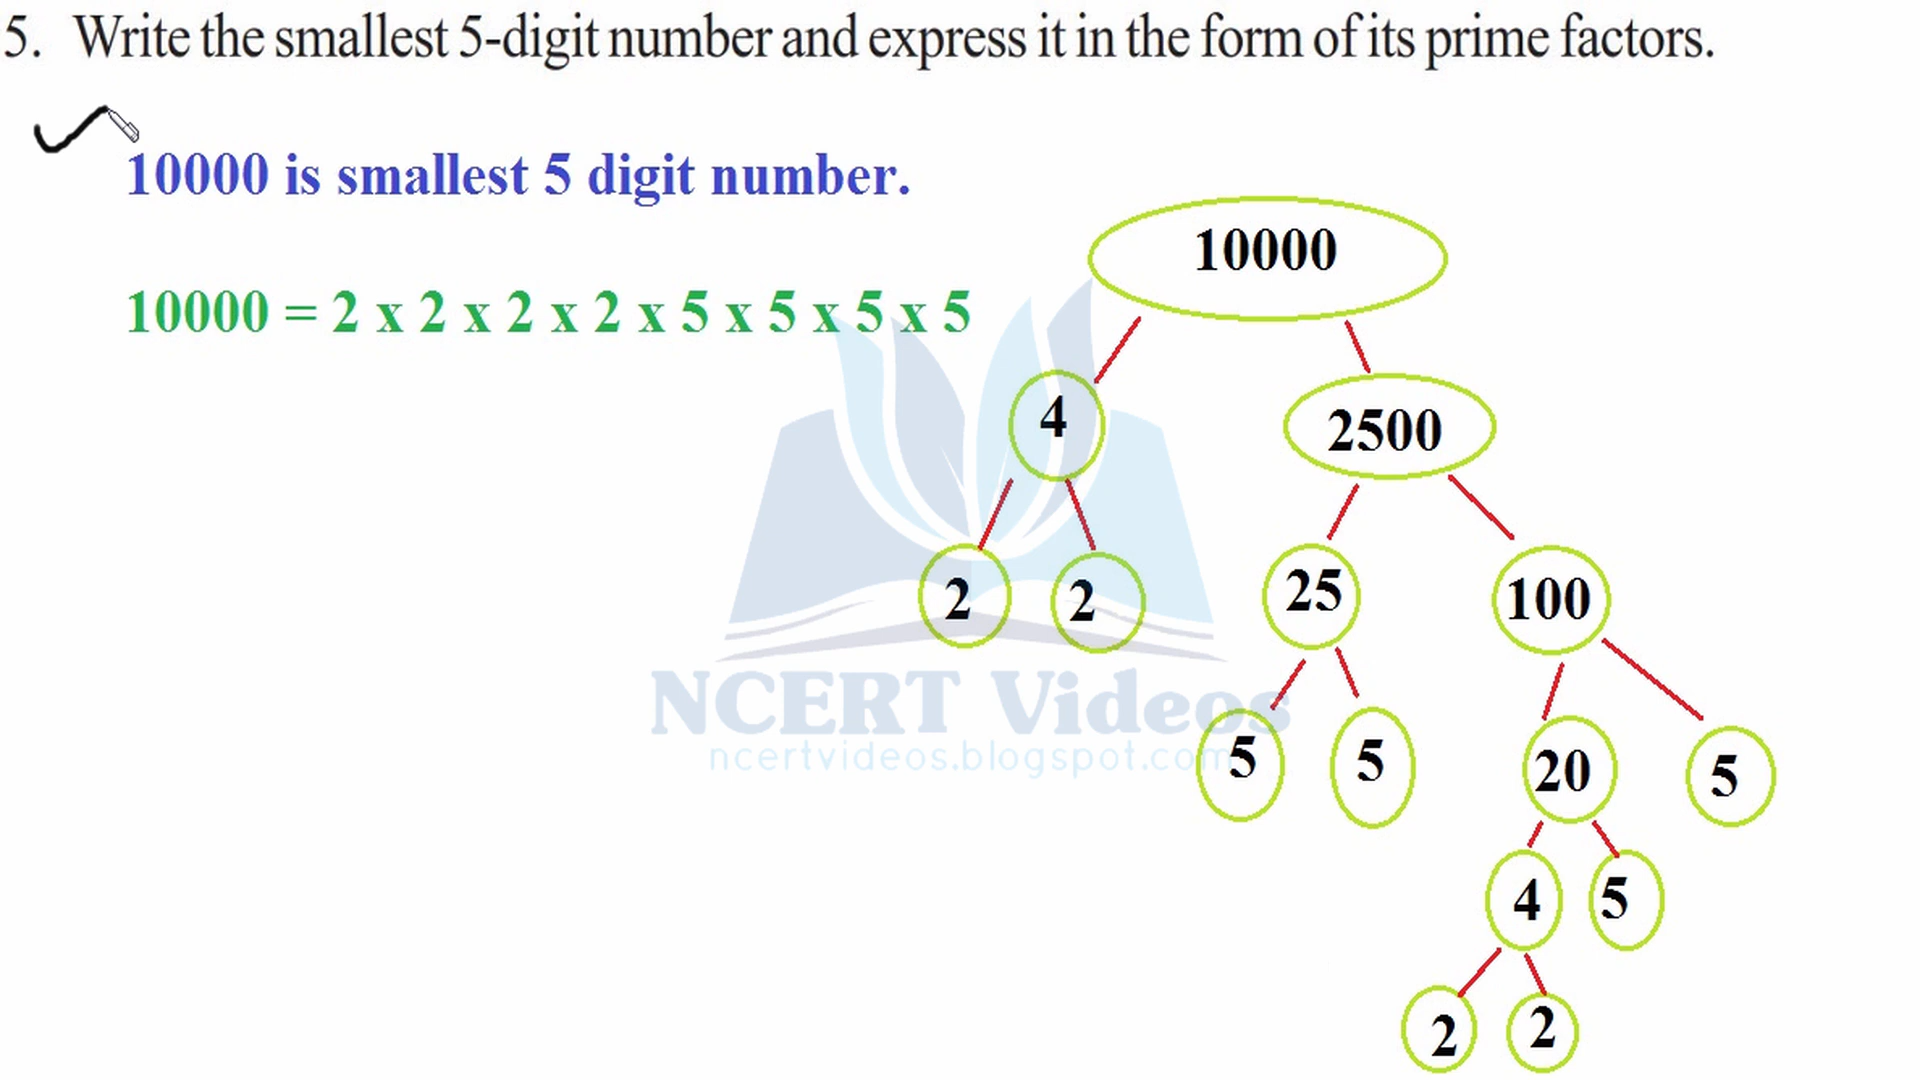 5. Write the smallest 5-digit number and express it in the form of its prime factors.
10000 is smallest 5 digit number.
10000
10000 = 2 x 2 x 2 x 2 x 5 x 5 x 5 x 5
4 2500
2 2 25 100
NCERT Videos
ncertvideos.blogspot.com
5 5 20 5
4 5
2 2